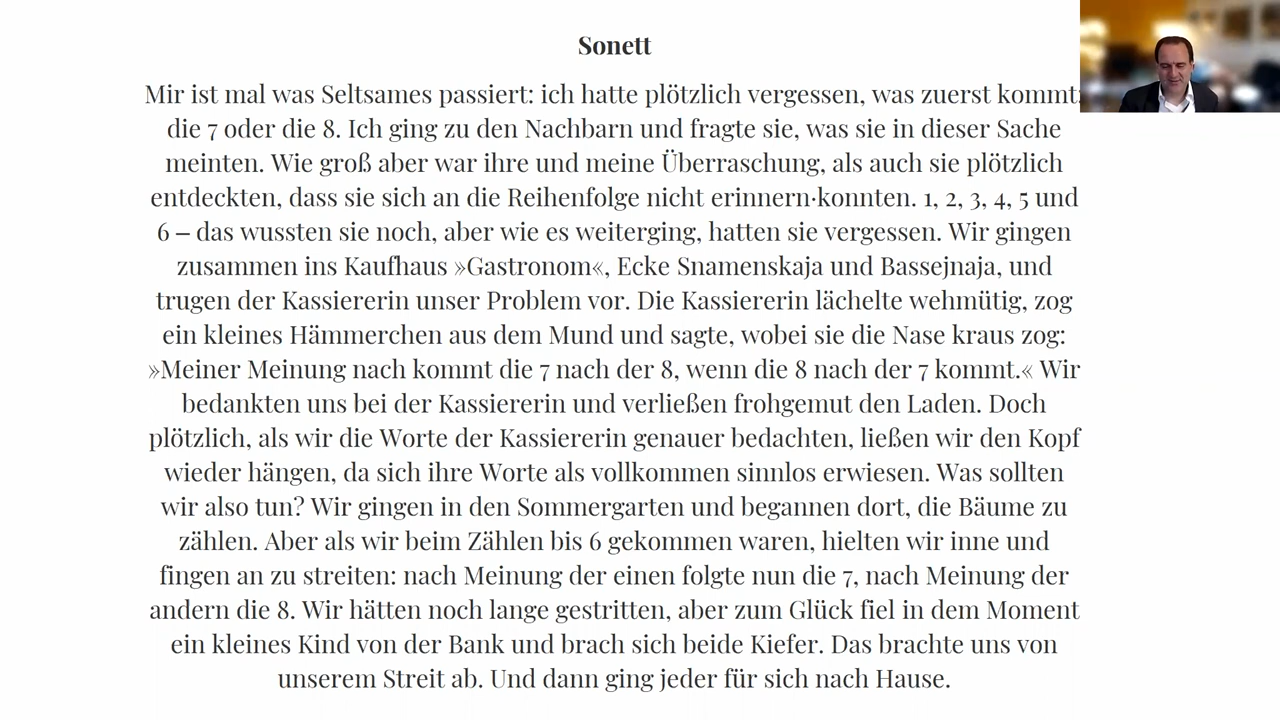 Sonett
Mir ist mal was Seltsames passiert: ich hatte plötzlich vergessen, was zuerst kommt:
die 7 oder die 8. Ich ging zu den Nachbarn und fragte sie, was sie in dieser Sache
meinten. Wie groß aber war ihre und meine Überraschung, als auch sie plötzlich
entdeckten, dass sie sich an die Reihenfolge nicht erinnern·konnten. 1, 2, 3, 4, 5 und
6 – das wussten sie noch, aber wie es weiterging, hatten sie vergessen. Wir gingen
zusammen ins Kaufhaus »Gastronom«, Ecke Snamenskaja und Bassejnaja, und
trugen der Kassiererin unser Problem vor. Die Kassiererin lächelte wehmütig, zog
ein kleines Hämmerchen aus dem Mund und sagte, wobei sie die Nase kraus zog:
»Meiner Meinung nach kommt die 7 nach der 8, wenn die 8 nach der 7 kommt.« Wir
bedankten uns bei der Kassiererin und verließen frohgemut den Laden. Doch
plötzlich, als wir die Worte der Kassiererin genauer bedachten, ließen wir den Kopf
wieder hängen, da sich ihre Worte als vollkommen sinnlos erwiesen. Was sollten
wir also tun? Wir gingen in den Sommergarten und begannen dort, die Bäume zu
zählen. Aber als wir beim Zählen bis 6 gekommen waren, hielten wir inne und
fingen an zu streiten: nach Meinung der einen folgte nun die 7, nach Meinung der
andern die 8. Wir hätten noch lange gestritten, aber zum Glück fiel in dem Moment
ein kleines Kind von der Bank und brach sich beide Kiefer. Das brachte uns von
unserem Streit ab. Und dann ging jeder für sich nach Hause.